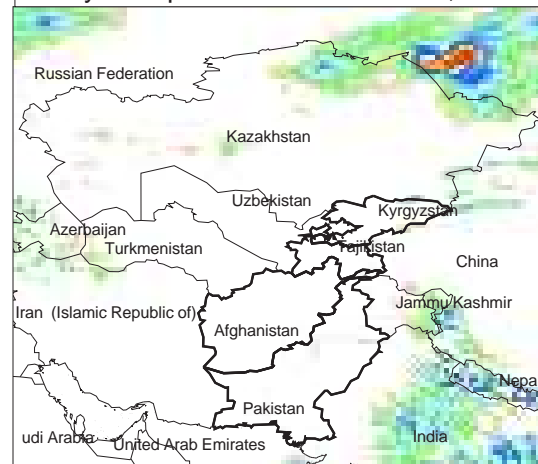 Russian Federation
Kazakhstan
Uzbekistan
Kyrgyzstan
Azerbaijan
Turkmenistan
Tajikistan
China
Iran (Islamic Republic of)
Jammu Kashmir
Afghanistan
Nepa
Pakistan
udi Arabia
United Arab Emirates
India